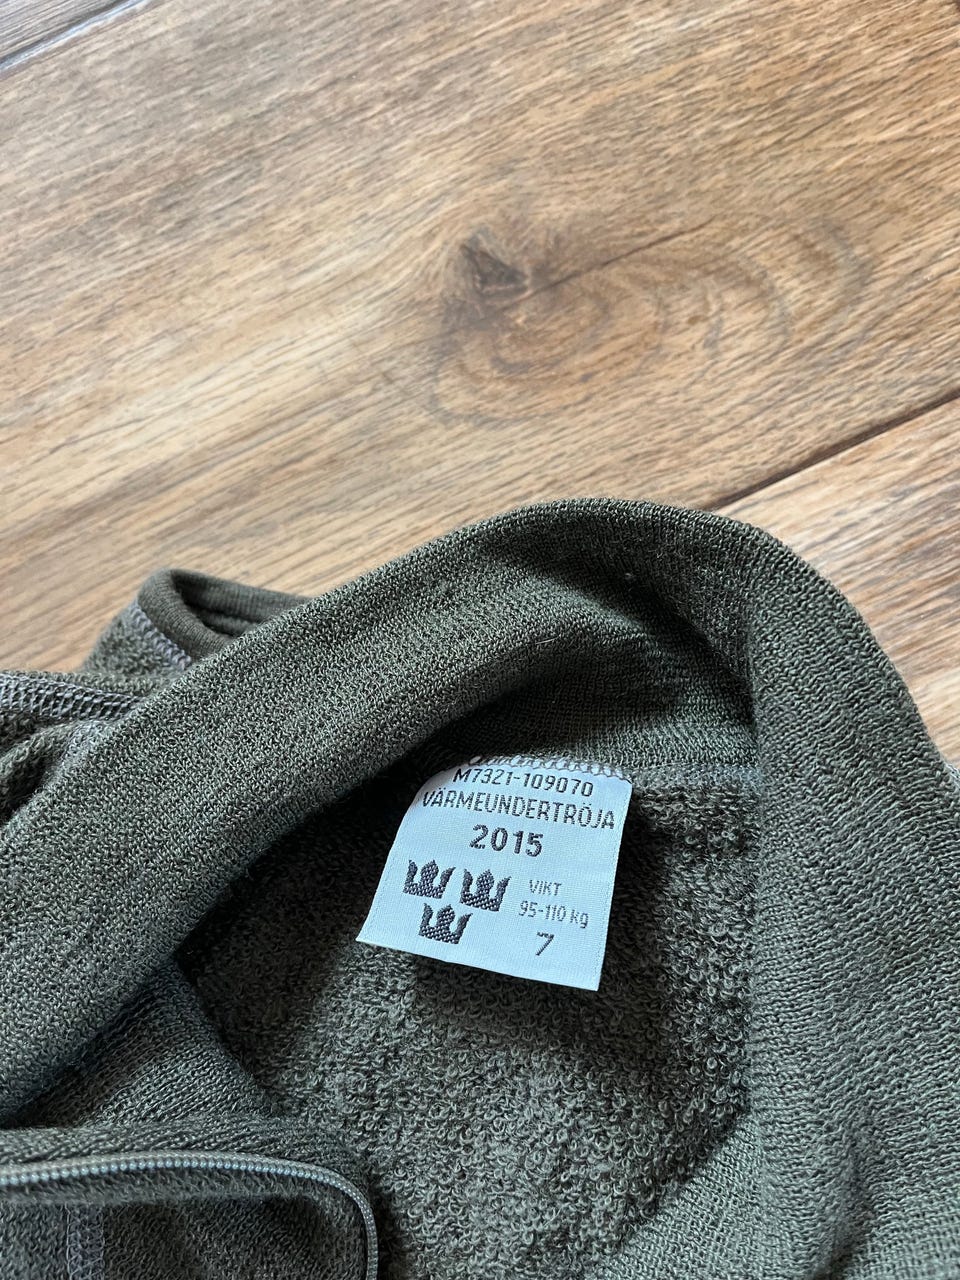 M7321-109070
VÄRMEUNDERTRÖJA
2015
VIKT
95-110 kg
7